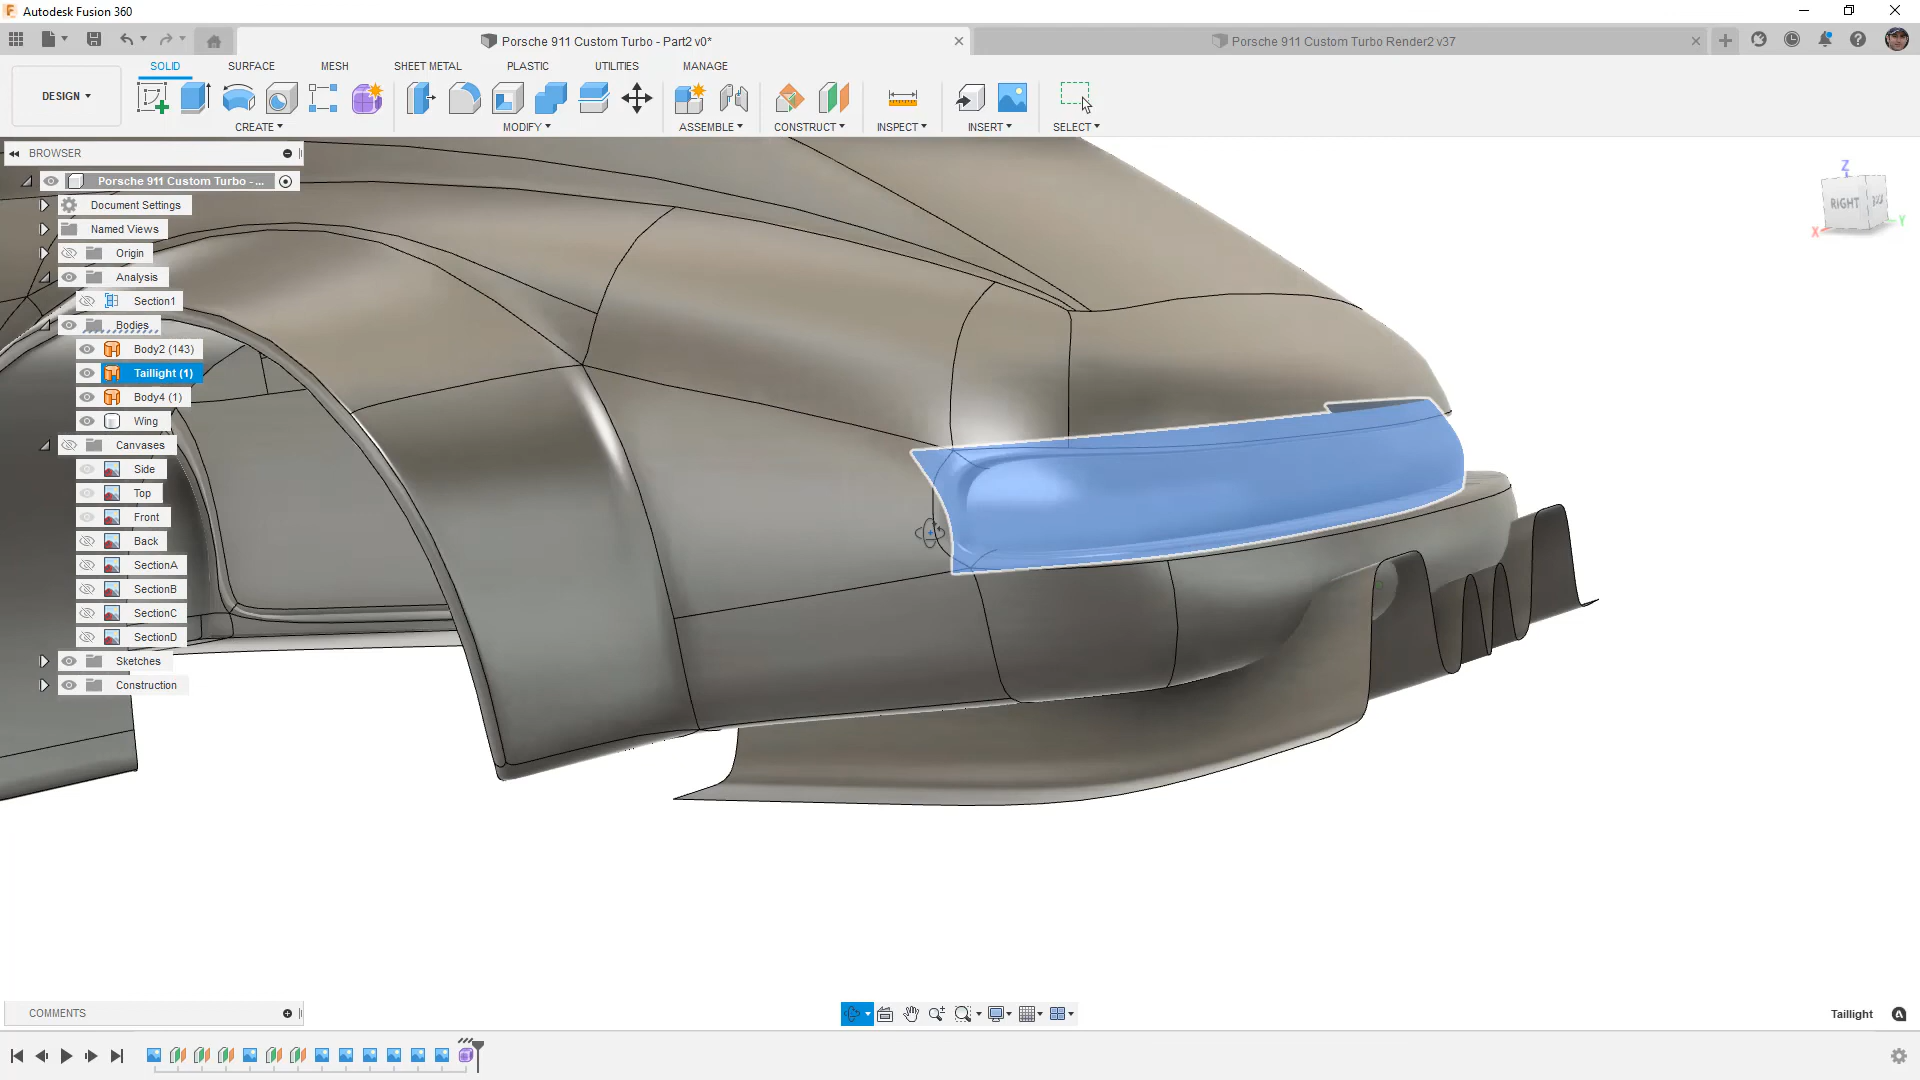 Autodesk Fusion 360
Porsche 911 Custom Turbo - Part2 v0*
Porsche 911 Custom Turbo Render2 v37
DESIGN
SOLID
SURFACE
MESH
SHEET METAL
PLASTIC
UTILITIES
MANAGE
CREATE
MODIFY
ASSEMBLE
CONSTRUCT
INSPECT
INSERT
SELECT
BROWSER
Porsche 911 Custom Turbo - ...
Document Settings
Named Views
Origin
Analysis
Section1
Bodies
Body2 (143)
Taillight (1)
Body4 (1)
Wing
Canvases
Side
Top
Front
Back
SectionA
SectionB
SectionC
SectionD
Sketches
Construction
Z
RIGHT
BACK
X
Y
COMMENTS
Taillight